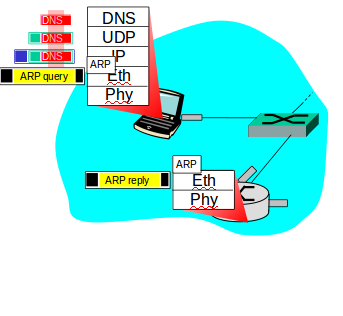 DNS
DNS
DNS
ARP query
DNS
UDP
IP
ARP
Eth
Phy
ARP
ARP reply
Eth
Phy